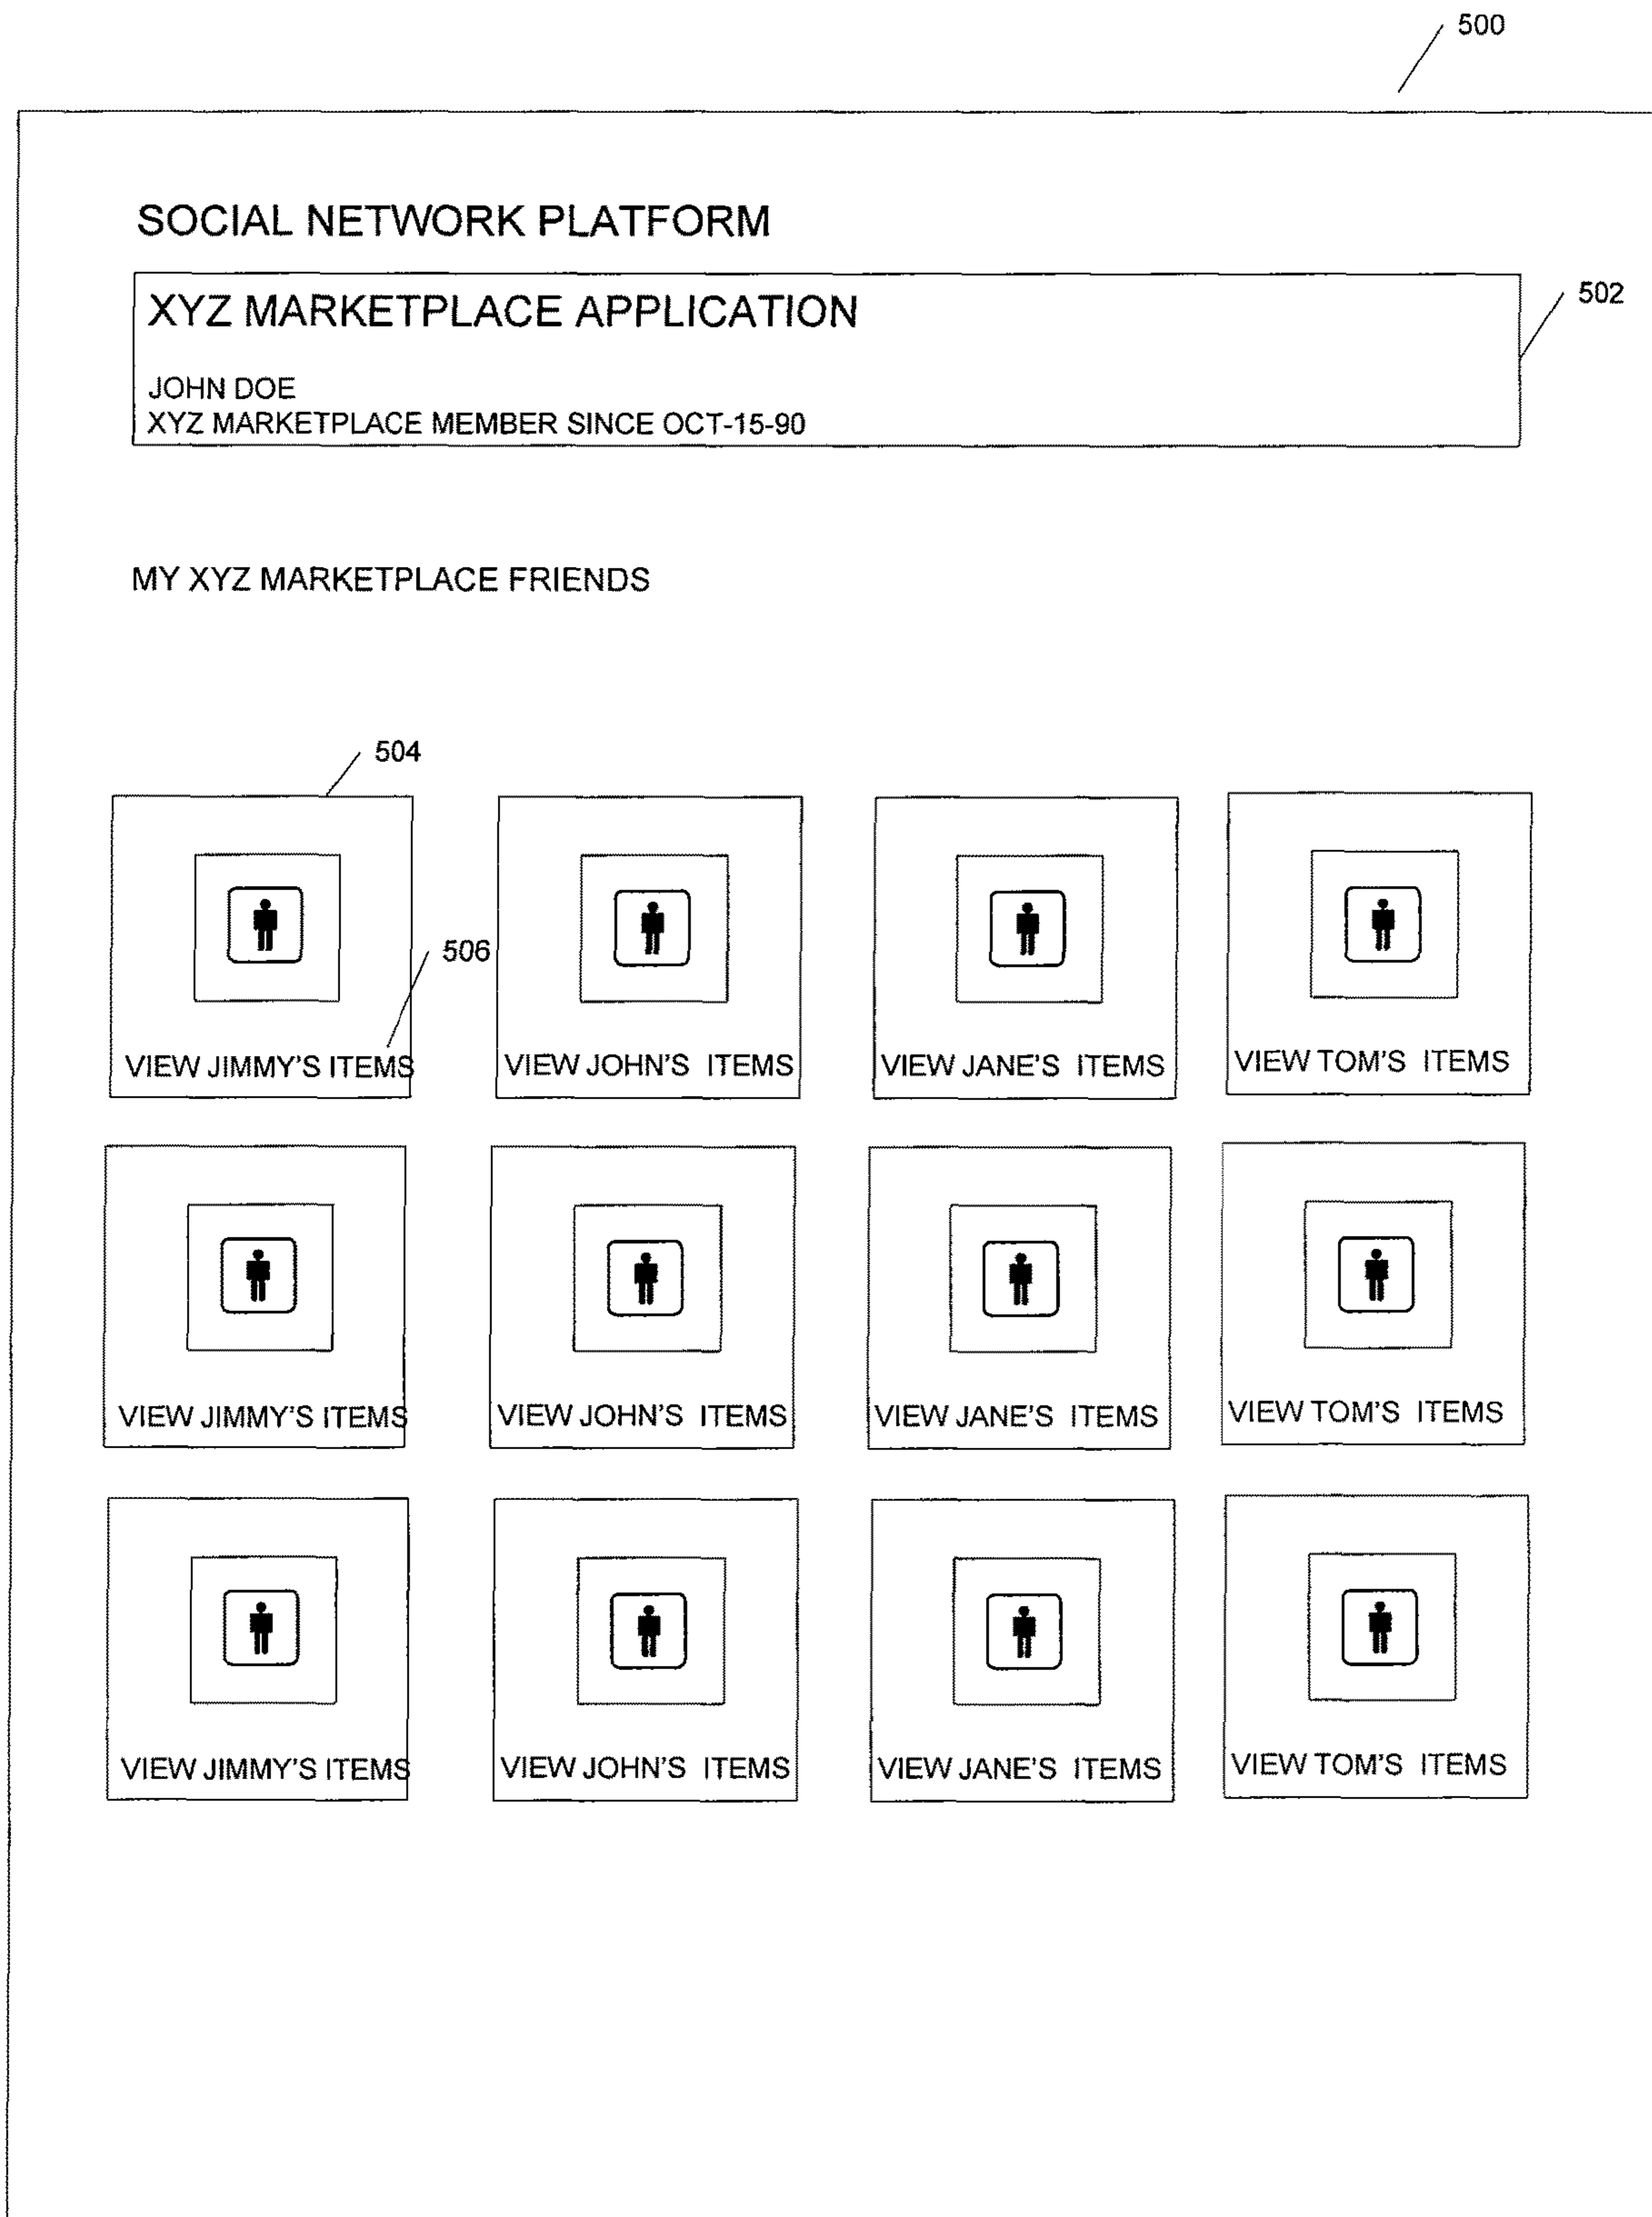 500
SOCIAL NETWORK PLATFORM
XYZ MARKETPLACE APPLICATION
502
JOHN DOE
XYZ MARKETPLACE MEMBER SINCE OCT-15-90
MY XYZ MARKETPLACE FRIENDS
504
506
VIEW JIMMY'S ITEMS
VIEW JOHN'S ITEMS
VIEW JANE'S ITEMS
VIEW TOM'S ITEMS
VIEW JIMMY'S ITEMS
VIEW JOHN'S ITEMS
VIEW JANE'S ITEMS
VIEW TOM'S ITEMS
VIEW JIMMY'S ITEMS
VIEW JOHN'S ITEMS
VIEW JANE'S ITEMS
VIEW TOM'S ITEMS